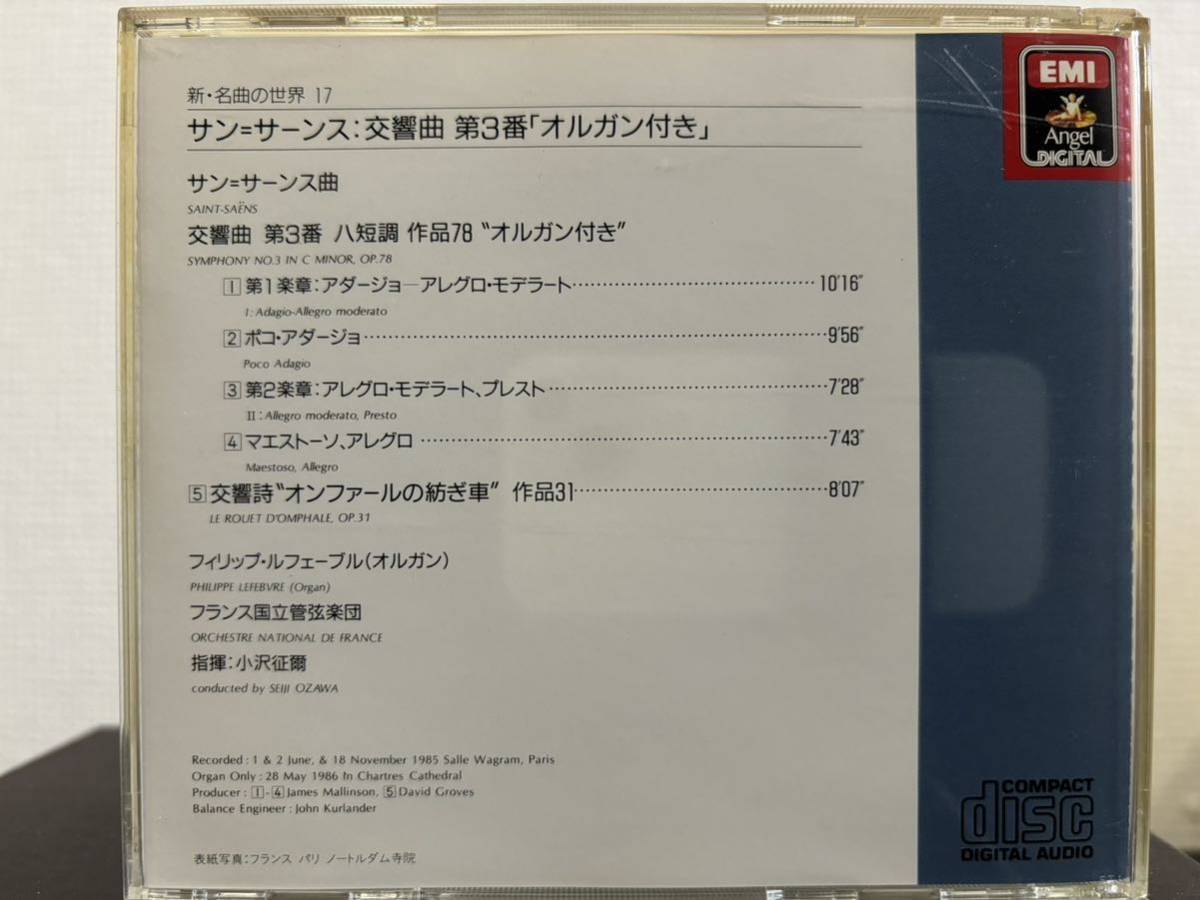 新・名曲の世界 17
サン=サーンス:交響曲 第3番「オルガン付き」
サン=サーンス曲
SAINT-SAËNS
交響曲 第3番 ハ短調 作品78 “オルガン付き”
SYMPHONY NO.3 IN C MINOR, OP.78
1 第1楽章:アダージョ―アレグロ・モデラート 10'16"
I: Adagio-Allegro moderato
2 ポコ・アダージョ 9'56"
Poco Adagio
3 第2楽章:アレグロ・モデラート、プレスト 7'28"
II: Allegro moderato, Presto
4 マエストーソ、アレグロ 7'43"
Maestoso, Allegro
5 交響詩“オンファールの紡ぎ車” 作品31 8'07"
LE ROUET D'OMPHALE, OP.31
フィリップ・ルフェーブル(オルガン)
PHILIPPE LEFEBVRE (Organ)
フランス国立管弦楽団
ORCHESTRE NATIONAL DE FRANCE
指揮:小沢征爾
conducted by SEIJI OZAWA
Recorded : 1 & 2 June, & 18 November 1985 Salle Wagram, Paris
Organ Only : 28 May 1986 In Chartres Cathedral
Producer : 1-4 James Mallinson, 5 David Groves
Balance Engineer : John Kurlander
表紙写真:フランス パリ ノートルダム寺院
EMI
Angel
DIGITAL
COMPACT
disc
DIGITAL AUDIO